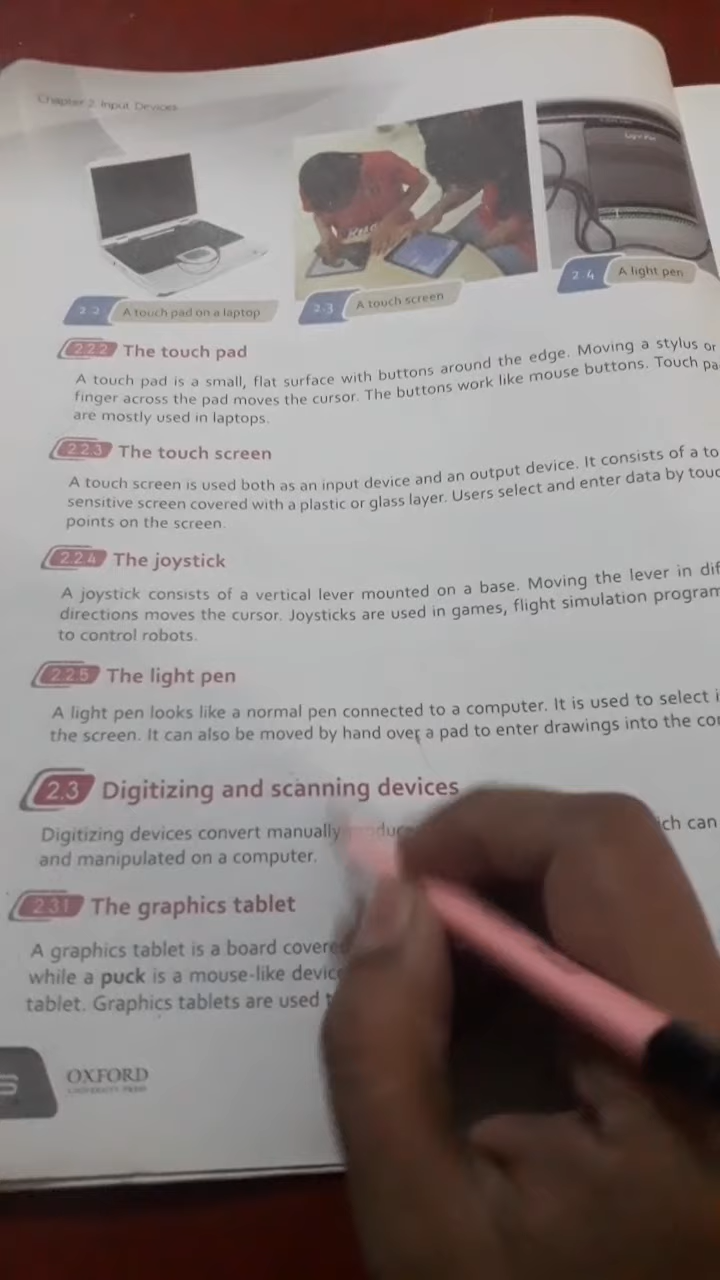 Chapter 2 Input Devices
2.2 A touch pad on a laptop
2.3 A touch screen
2.4 A light pen
2.2.2 The touch pad
A touch pad is a small, flat surface with buttons around the edge. Moving a stylus or
finger across the pad moves the cursor. The buttons work like mouse buttons. Touch pa
are mostly used in laptops.
2.2.3 The touch screen
A touch screen is used both as an input device and an output device. It consists of a to
sensitive screen covered with a plastic or glass layer. Users select and enter data by touc
points on the screen.
2.2.4 The joystick
A joystick consists of a vertical lever mounted on a base. Moving the lever in dif
directions moves the cursor. Joysticks are used in games, flight simulation program
to control robots.
2.2.5 The light pen
A light pen looks like a normal pen connected to a computer. It is used to select i
the screen. It can also be moved by hand over a pad to enter drawings into the co
2.3 Digitizing and scanning devices
Digitizing devices convert manually ich can
and manipulated on a computer.
2.3.1 The graphics tablet
A graphics tablet is a board covere
while a puck is a mouse-like device
tablet. Graphics tablets are used t
OXFORD
UNIVERSITY PRESS